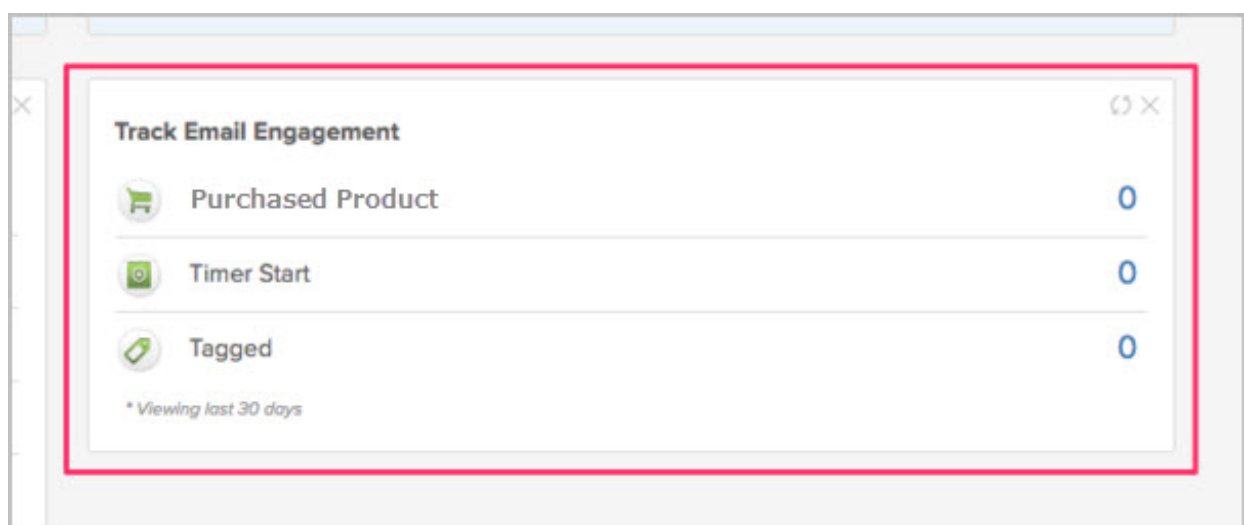 Track Email Engagement
Purchased Product 0
Timer Start 0
Tagged 0
* Viewing last 30 days